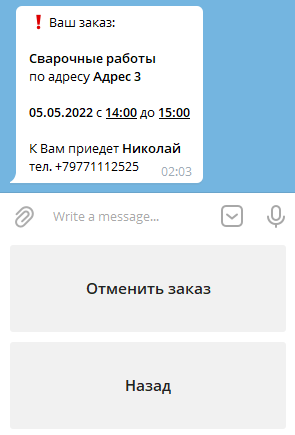 ❗ Ваш заказ:
Сварочные работы
по адресу Адрес 3
05.05.2022 с 14:00 до 15:00
К Вам приедет Николай
тел. +79771112525
02:03
Write a message...
Отменить заказ
Назад